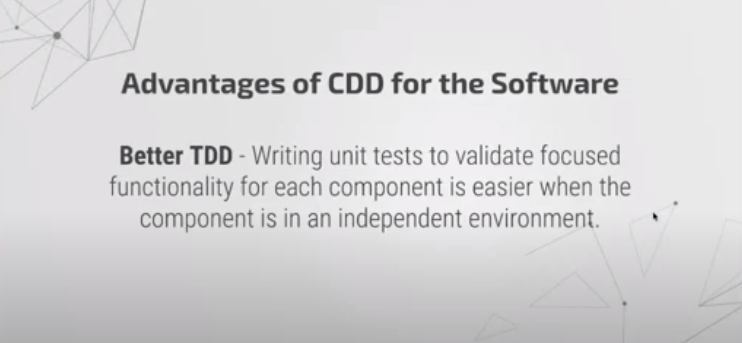 Advantages of CDD for the Software
Better TDD - Writing unit tests to validate focused
functionality for each component is easier when the
component is in an independent environment.